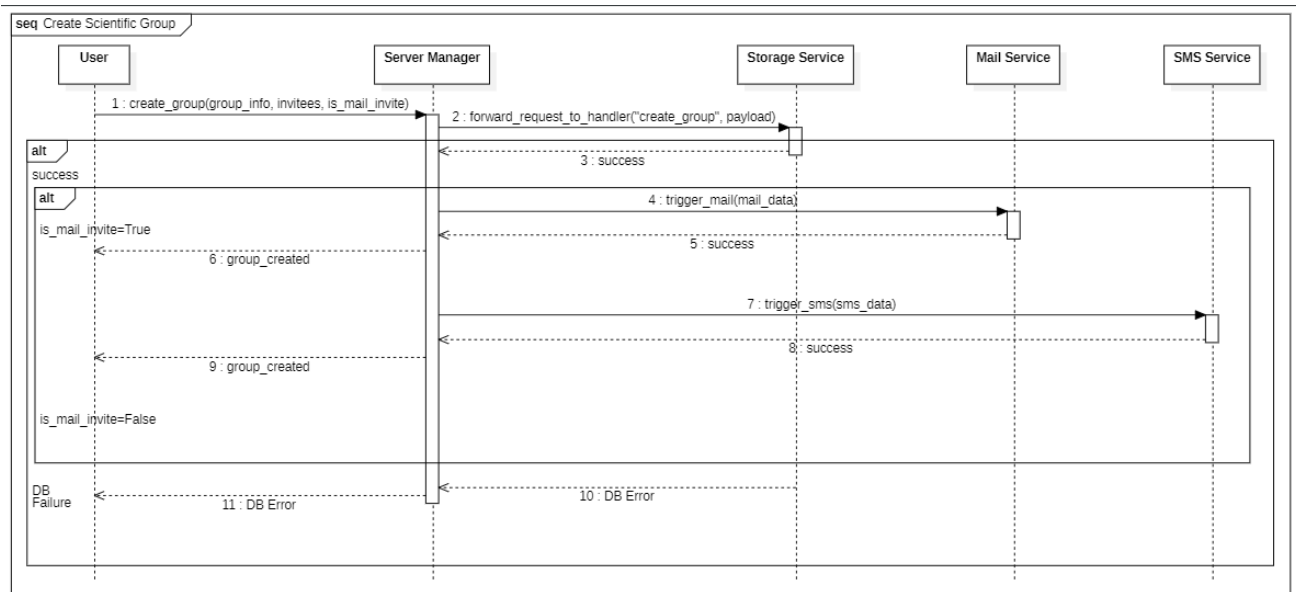 seq Create Scientific Group
User
Server Manager
Storage Service
Mail Service
SMS Service
1 : create_group(group_info, invitees, is_mail_invite)
2 : forward_request_to_handler("create_group", payload)
alt
3 : success
success
alt
4 : trigger_mail(mail_data)
is_mail_invite=True
5 : success
6 : group_created
7 : trigger_sms(sms_data)
8 : success
9 : group_created
is_mail_invite=False
DB
Failure
10 : DB Error
11 : DB Error